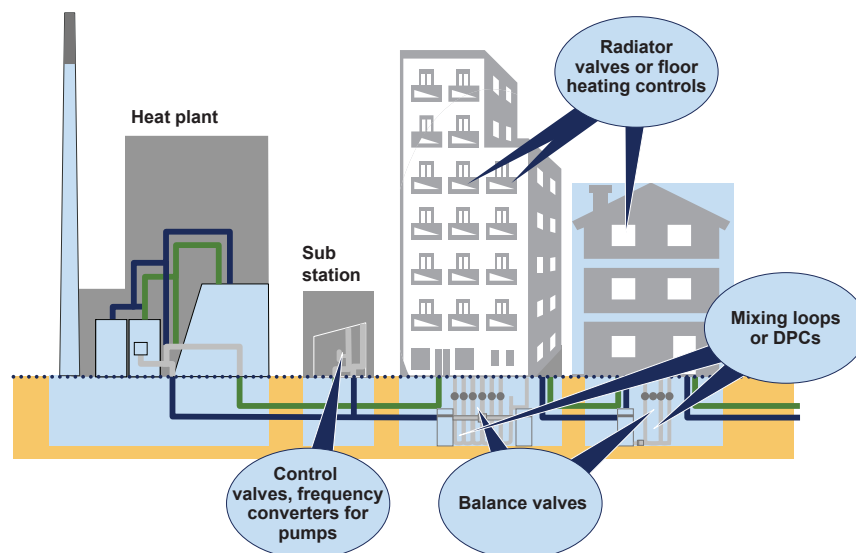 Radiator
valves or floor
heating controls
Heat plant
Sub
station
Mixing loops
or DPCs
Control
valves, frequency
converters for
pumps
Balance valves